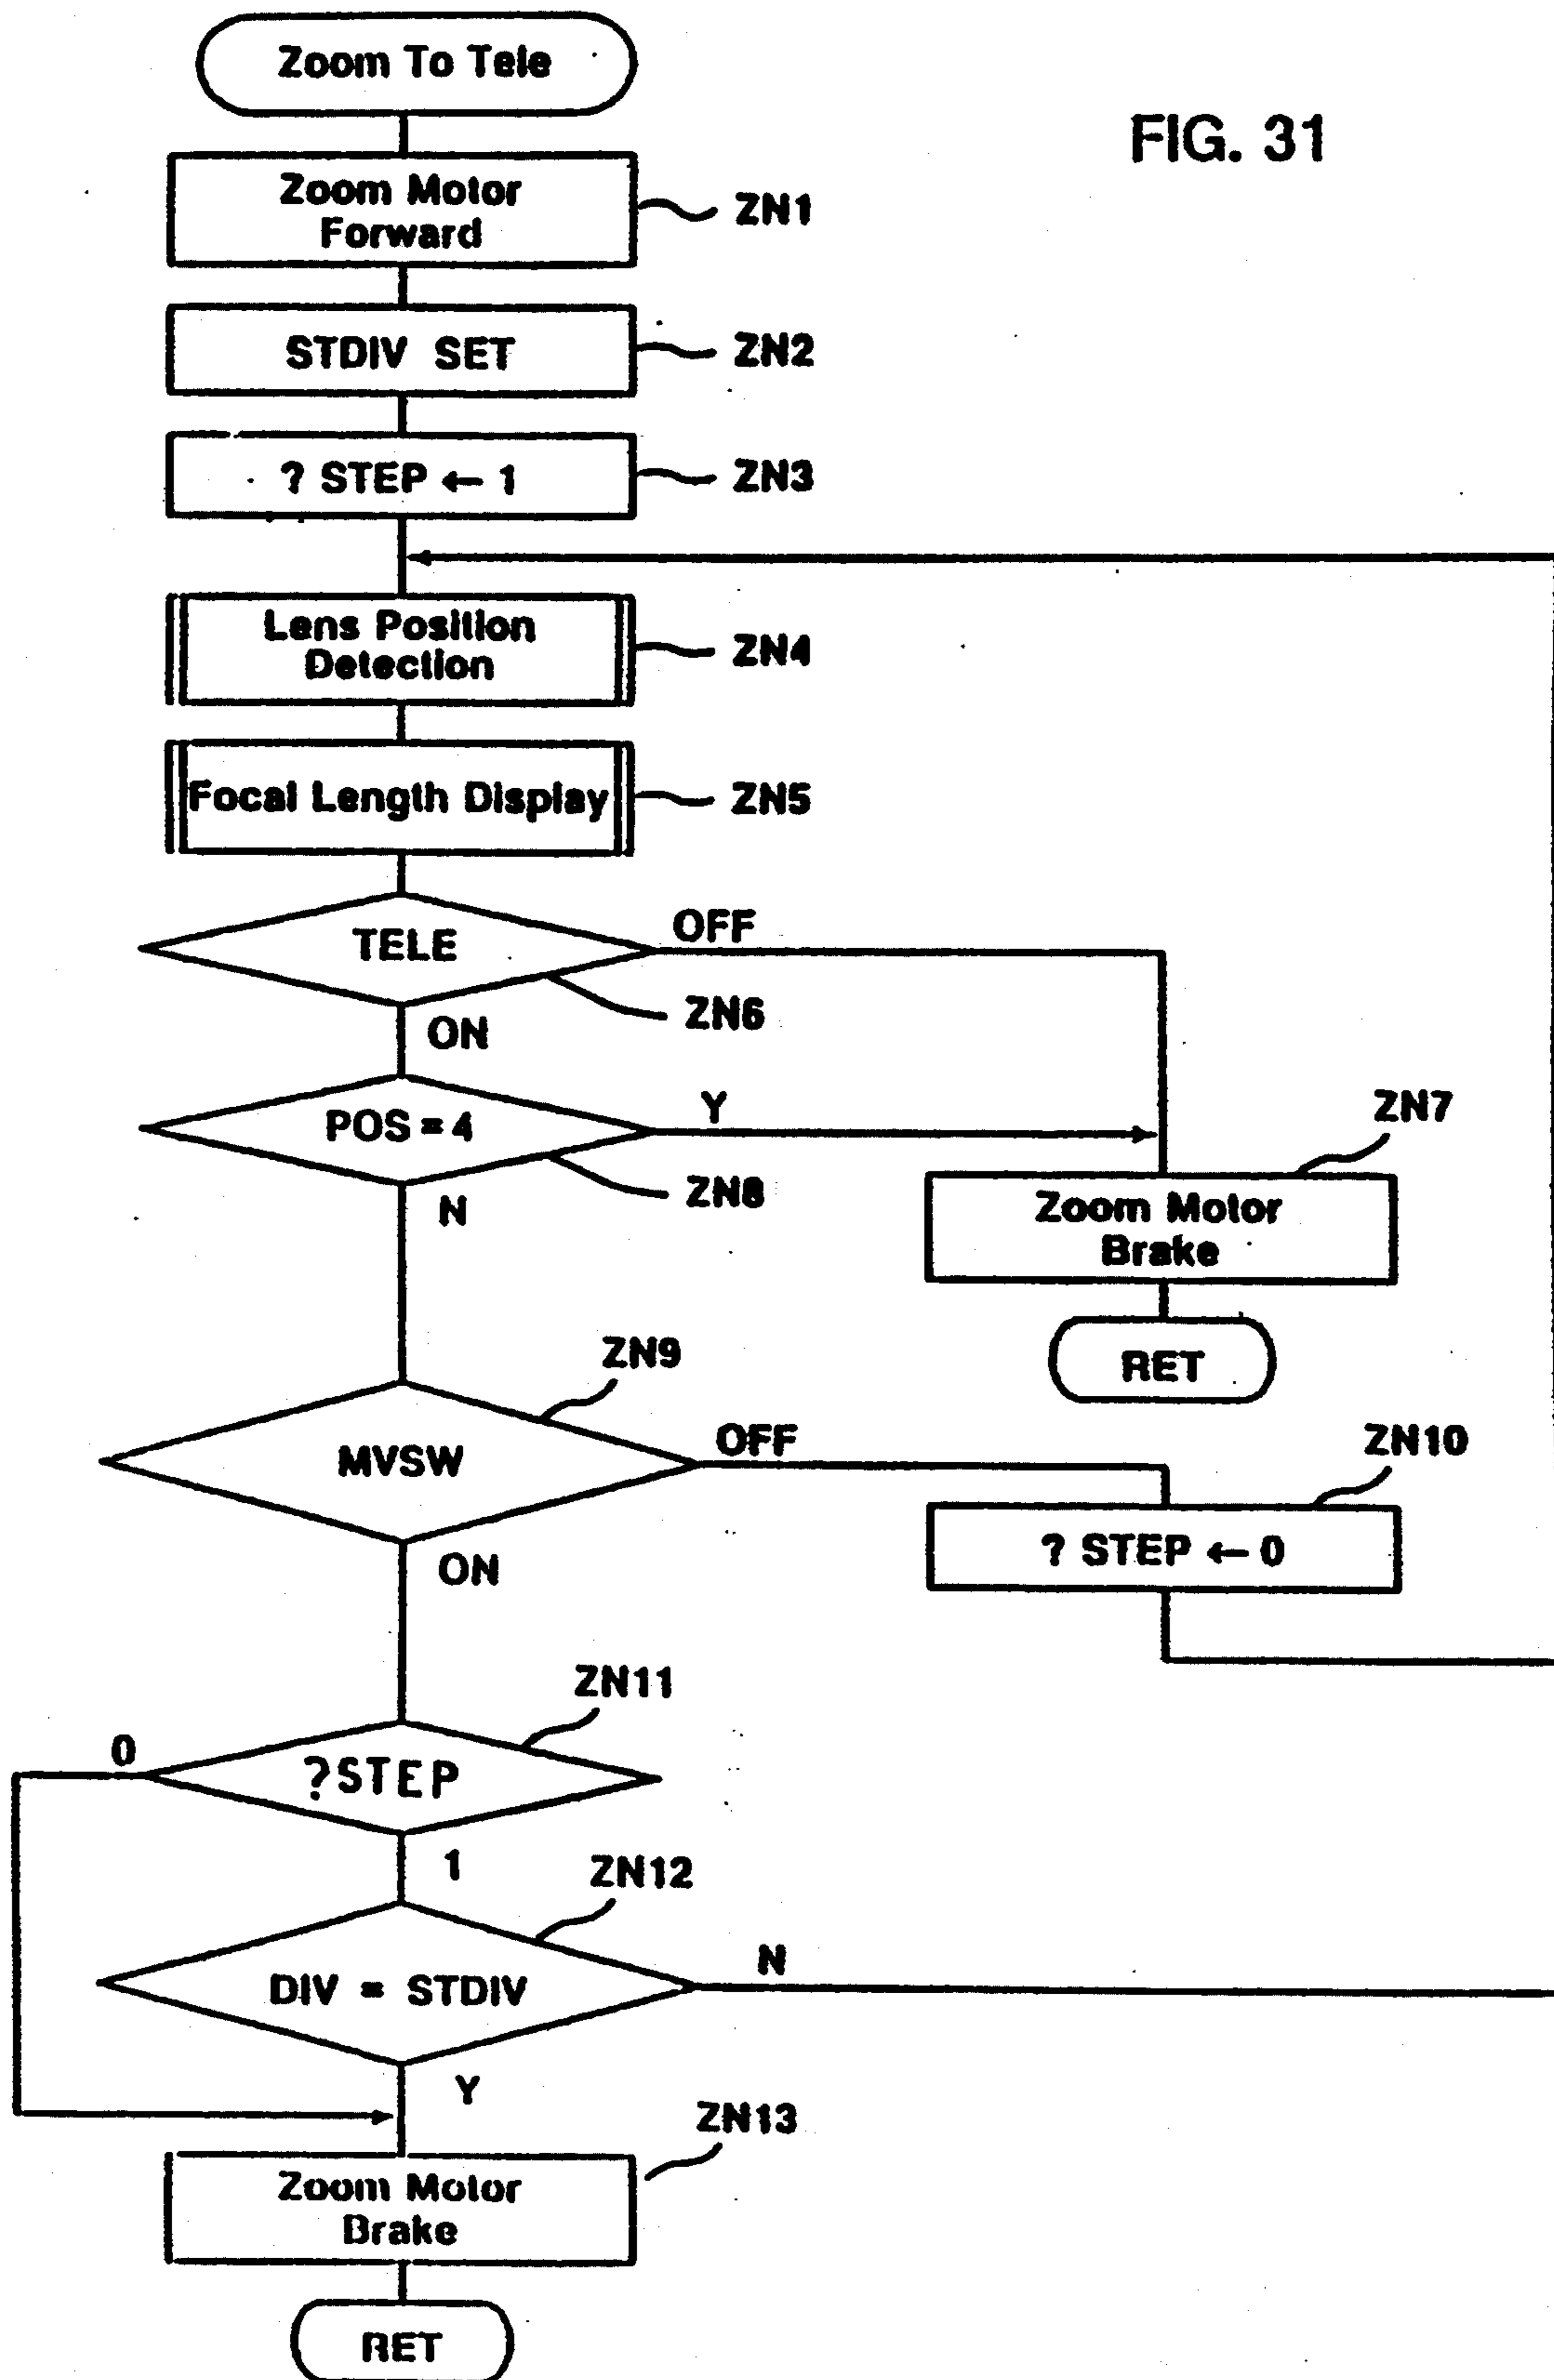 Zoom To Tele
FIG. 31
Zoom Motor
Forward
ZN1
STDIV SET
ZN2
? STEP ← 1
ZN3
Lens Position
Detection
ZN4
Focal Length Display
ZN5
TELE
OFF
ZN6
ON
POS = 4
Y
ZN7
ZN8
N
Zoom Motor
Brake
RET
ZN9
MVSW
OFF
ZN10
ON
? STEP ← 0
ZN11
0
?STEP
1
ZN12
DIV = STDIV
N
Y
ZN13
Zoom Motor
Brake
RET